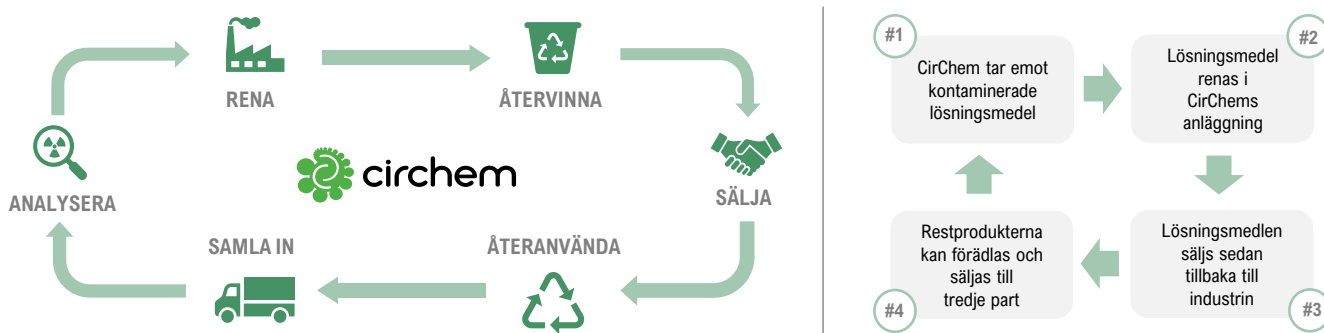 RENA
ÅTERVINNA
ANALYSERA
circhem
SÄLJA
SAMLA IN
ÅTERANVÄNDA
#1
CirChem tar emot
kontaminerade
lösningsmedel
#2
Lösningsmedel
renas i
CirChems
anläggning
Lösningsmedlen
säljs sedan
tillbaka till
industrin
#3
Restprodukterna
kan förädlas och
säljas till
tredje part
#4